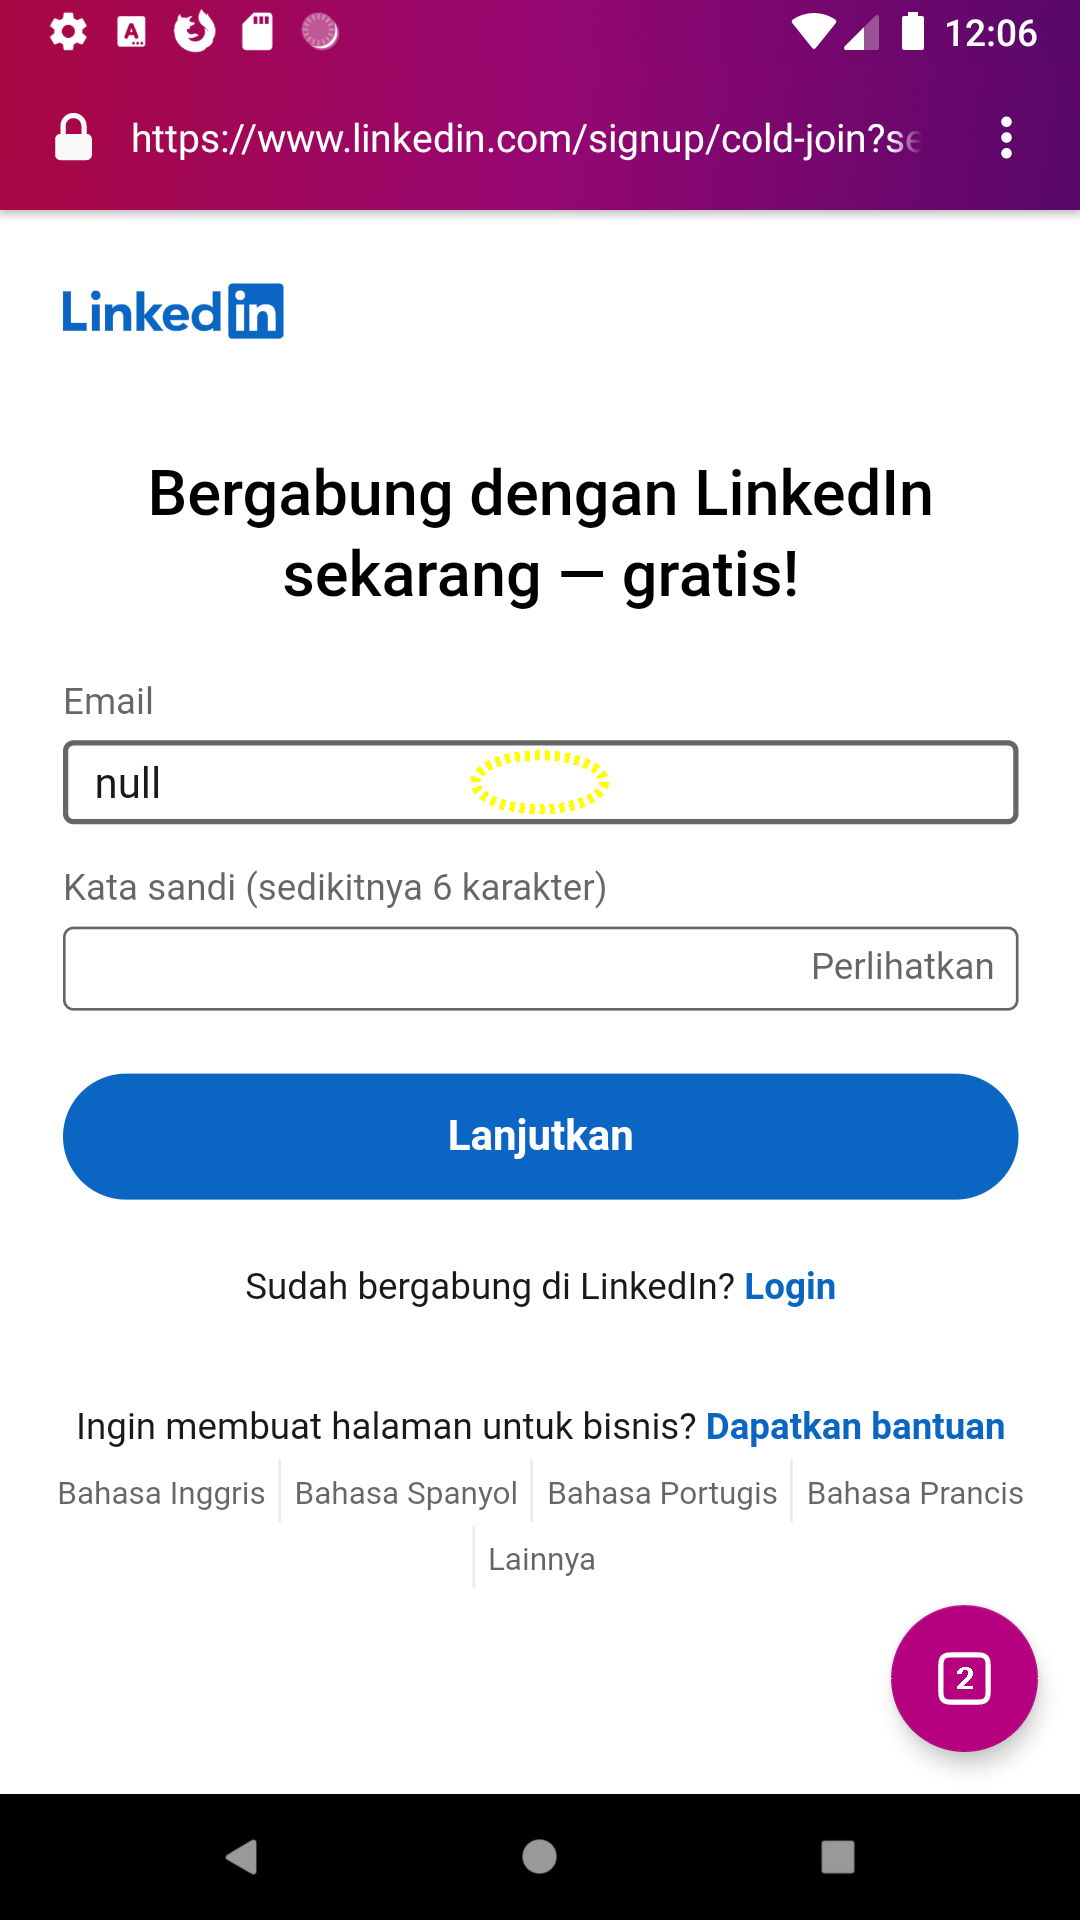 12:06
https://www.linkedin.com/signup/cold-join?se
Linkedin
Bergabung dengan LinkedIn
sekarang — gratis!
Email
null
Kata sandi (sedikitnya 6 karakter)
Perlihatkan
Lanjutkan
Sudah bergabung di LinkedIn? Login
Ingin membuat halaman untuk bisnis? Dapatkan bantuan
Bahasa Inggris Bahasa Spanyol Bahasa Portugis Bahasa Prancis
Lainnya
2